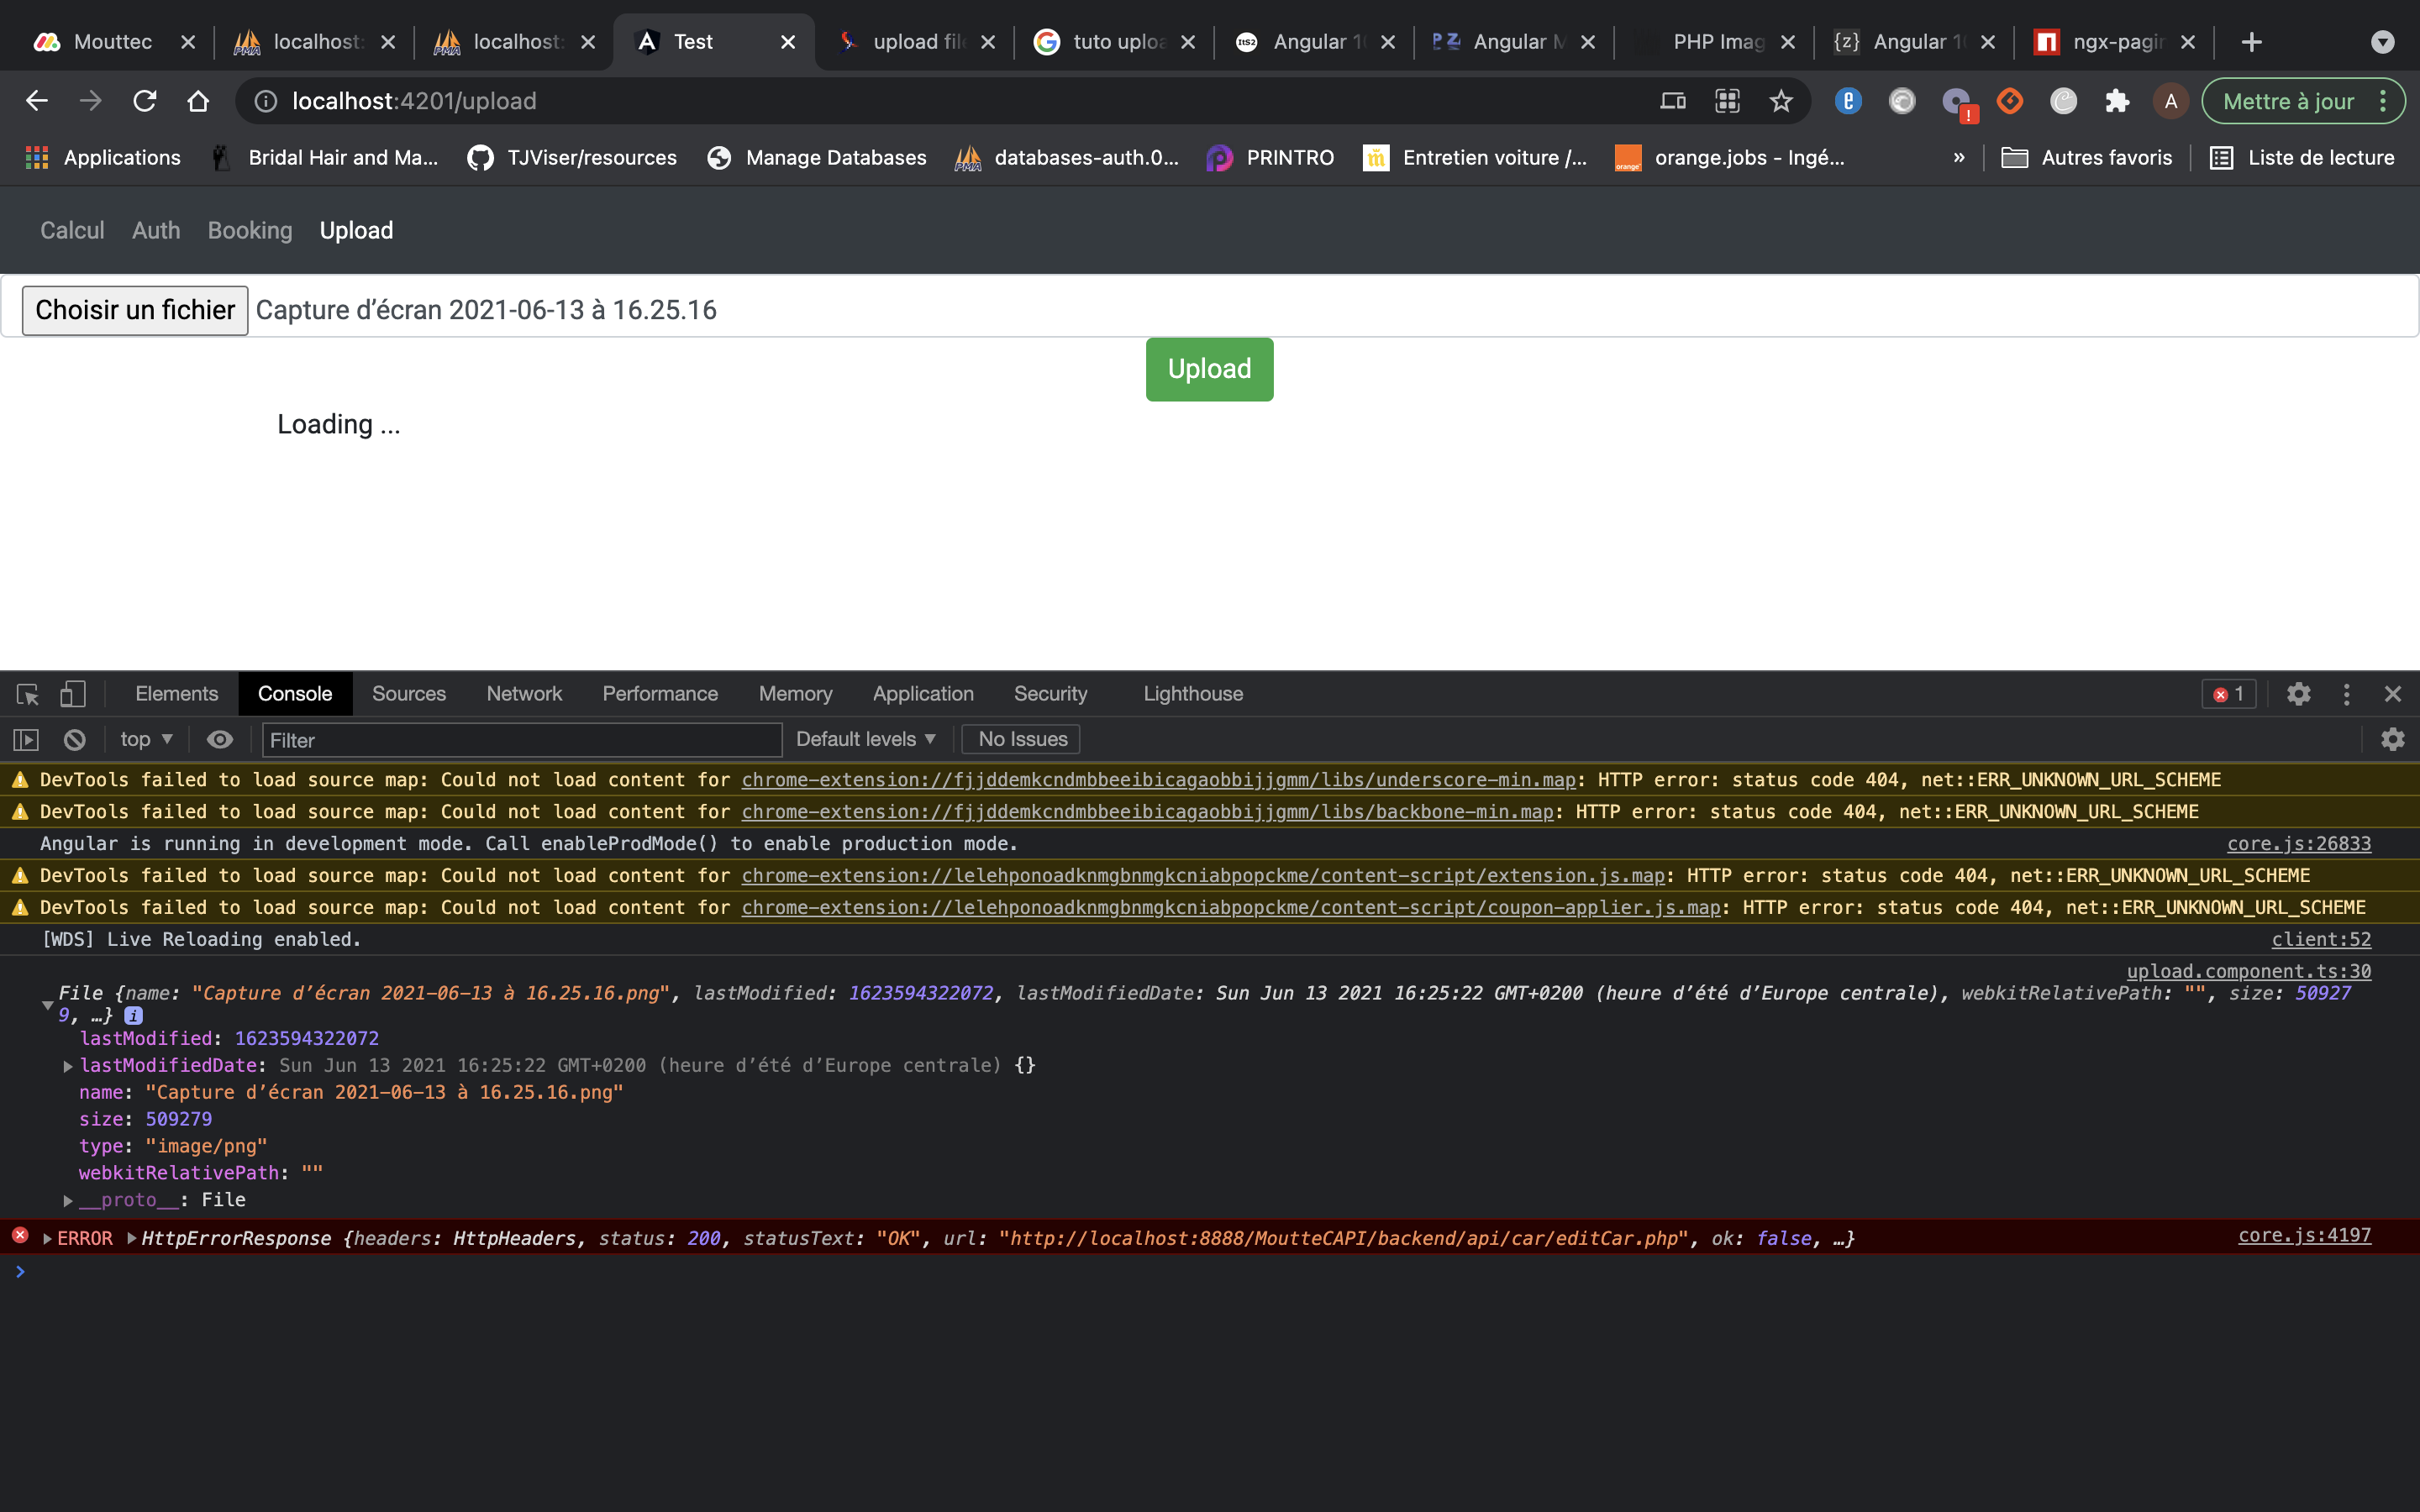 Mouttec
localhost:
localhost:
Test
upload fil
tuto uploa
Angular 1
Angular M
PHP Imag
Angular 1
ngx-pagin
localhost:4201/upload
A
Mettre à jour
Applications
Bridal Hair and Ma...
TJViser/resources
Manage Databases
databases-auth.0...
PRINTRO
Entretien voiture /...
orange.jobs - Ingé...
»
Autres favoris
Liste de lecture
Calcul Auth Booking Upload
Choisir un fichier Capture d’écran 2021-06-13 à 16.25.16
Upload
Loading ...
Elements Console Sources Network Performance Memory Application Security Lighthouse 1
top Filter Default levels No Issues
DevTools failed to load source map: Could not load content for chrome-extension://fjjddemkcndmbbeeibicagaobbijjgmm/libs/underscore-min.map: HTTP error: status code 404, net::ERR_UNKNOWN_URL_SCHEME
DevTools failed to load source map: Could not load content for chrome-extension://fjjddemkcndmbbeeibicagaobbijjgmm/libs/backbone-min.map: HTTP error: status code 404, net::ERR_UNKNOWN_URL_SCHEME
Angular is running in development mode. Call enableProdMode() to enable production mode. core.js:26833
DevTools failed to load source map: Could not load content for chrome-extension://lelehponoadknmgbnmgkcniabpopckme/content-script/extension.js.map: HTTP error: status code 404, net::ERR_UNKNOWN_URL_SCHEME
DevTools failed to load source map: Could not load content for chrome-extension://lelehponoadknmgbnmgkcniabpopckme/content-script/coupon-applier.js.map: HTTP error: status code 404, net::ERR_UNKNOWN_URL_SCHEME
[WDS] Live Reloading enabled. client:52
upload.component.ts:30
File {name: "Capture d’écran 2021-06-13 à 16.25.16.png", lastModified: 1623594322072, lastModifiedDate: Sun Jun 13 2021 16:25:22 GMT+0200 (heure d’été d’Europe centrale), webkitRelativePath: "", size: 50927
9, …} i
lastModified: 1623594322072
lastModifiedDate: Sun Jun 13 2021 16:25:22 GMT+0200 (heure d’été d’Europe centrale) {}
name: "Capture d’écran 2021-06-13 à 16.25.16.png"
size: 509279
type: "image/png"
webkitRelativePath: ""
__proto__: File
ERROR HttpErrorResponse {headers: HttpHeaders, status: 200, statusText: "OK", url: "http://localhost:8888/MoutteCAPI/backend/api/car/editCar.php", ok: false, …} core.js:4197